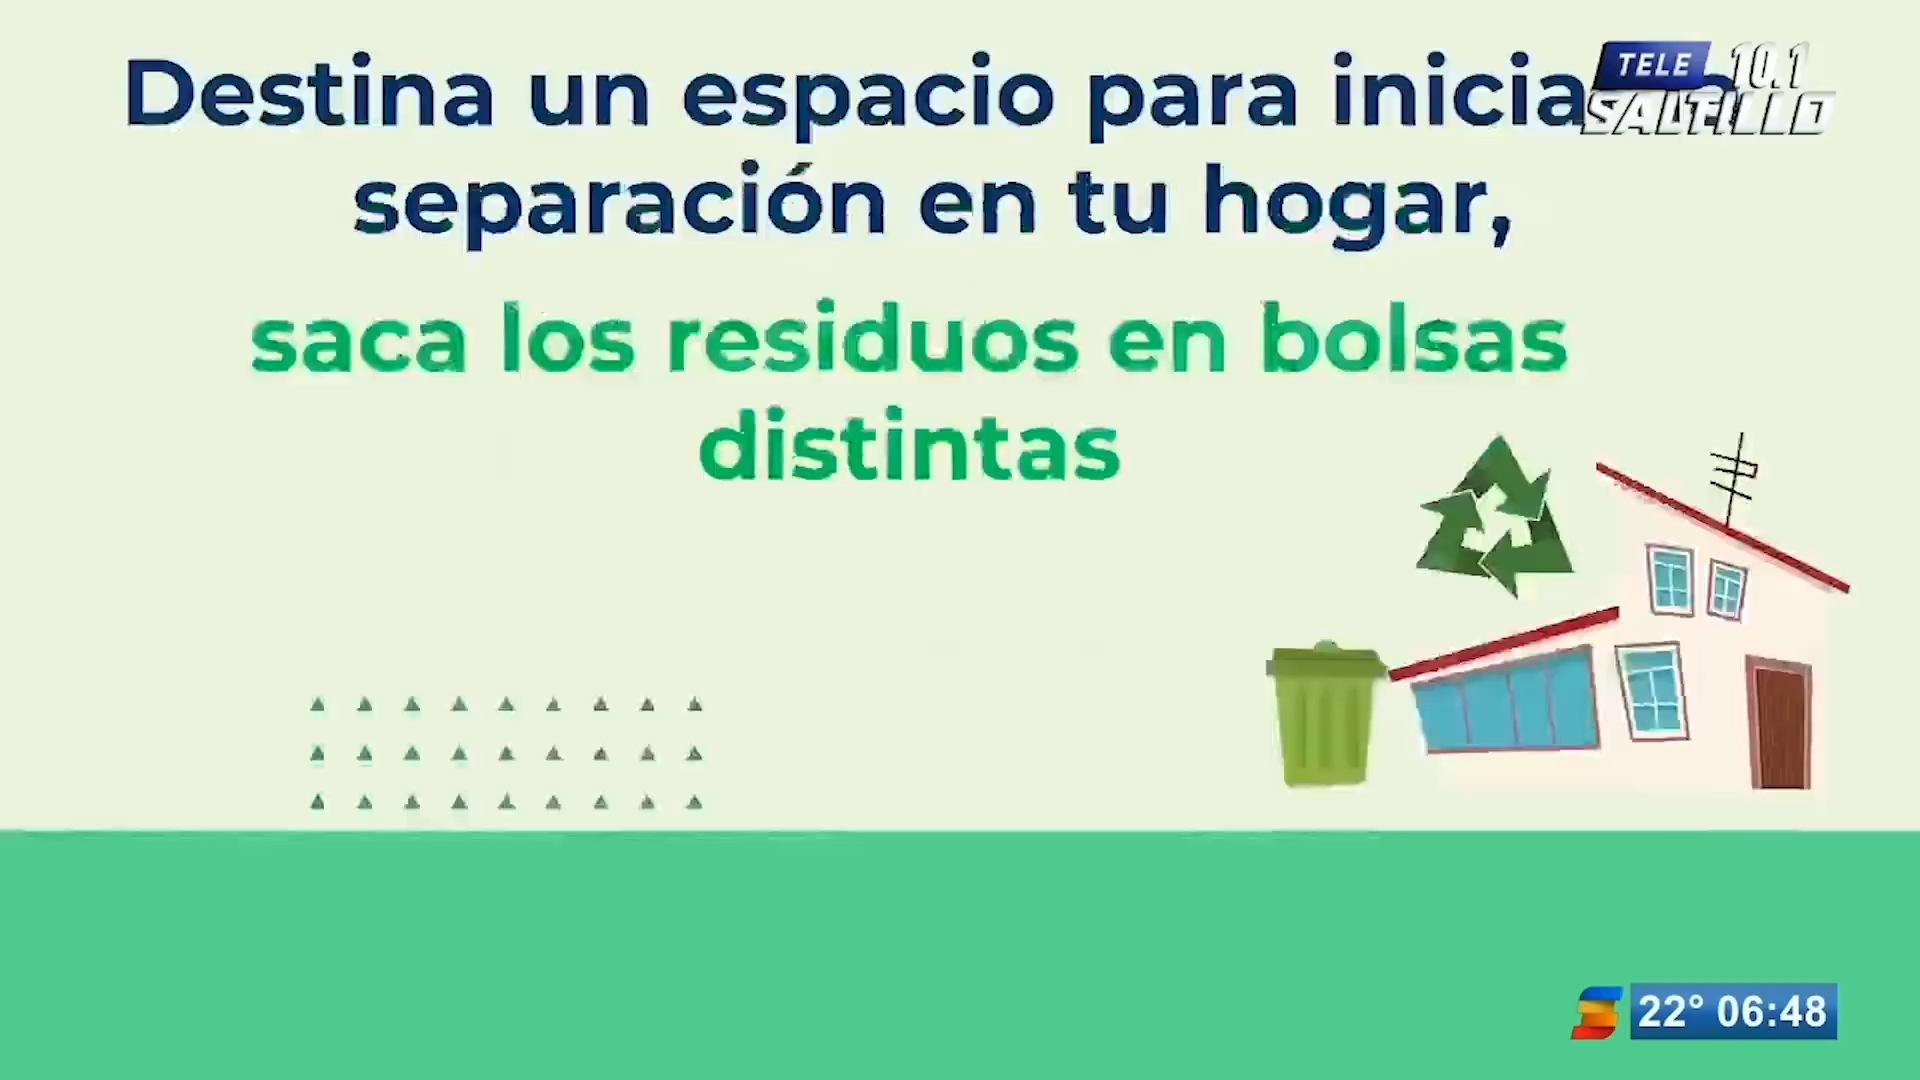 Destina un espacio para inicia
separación en tu hogar,
saca los residuos en bolsas
distintas
TELE 10.1
SALTILLO
22° 06:48